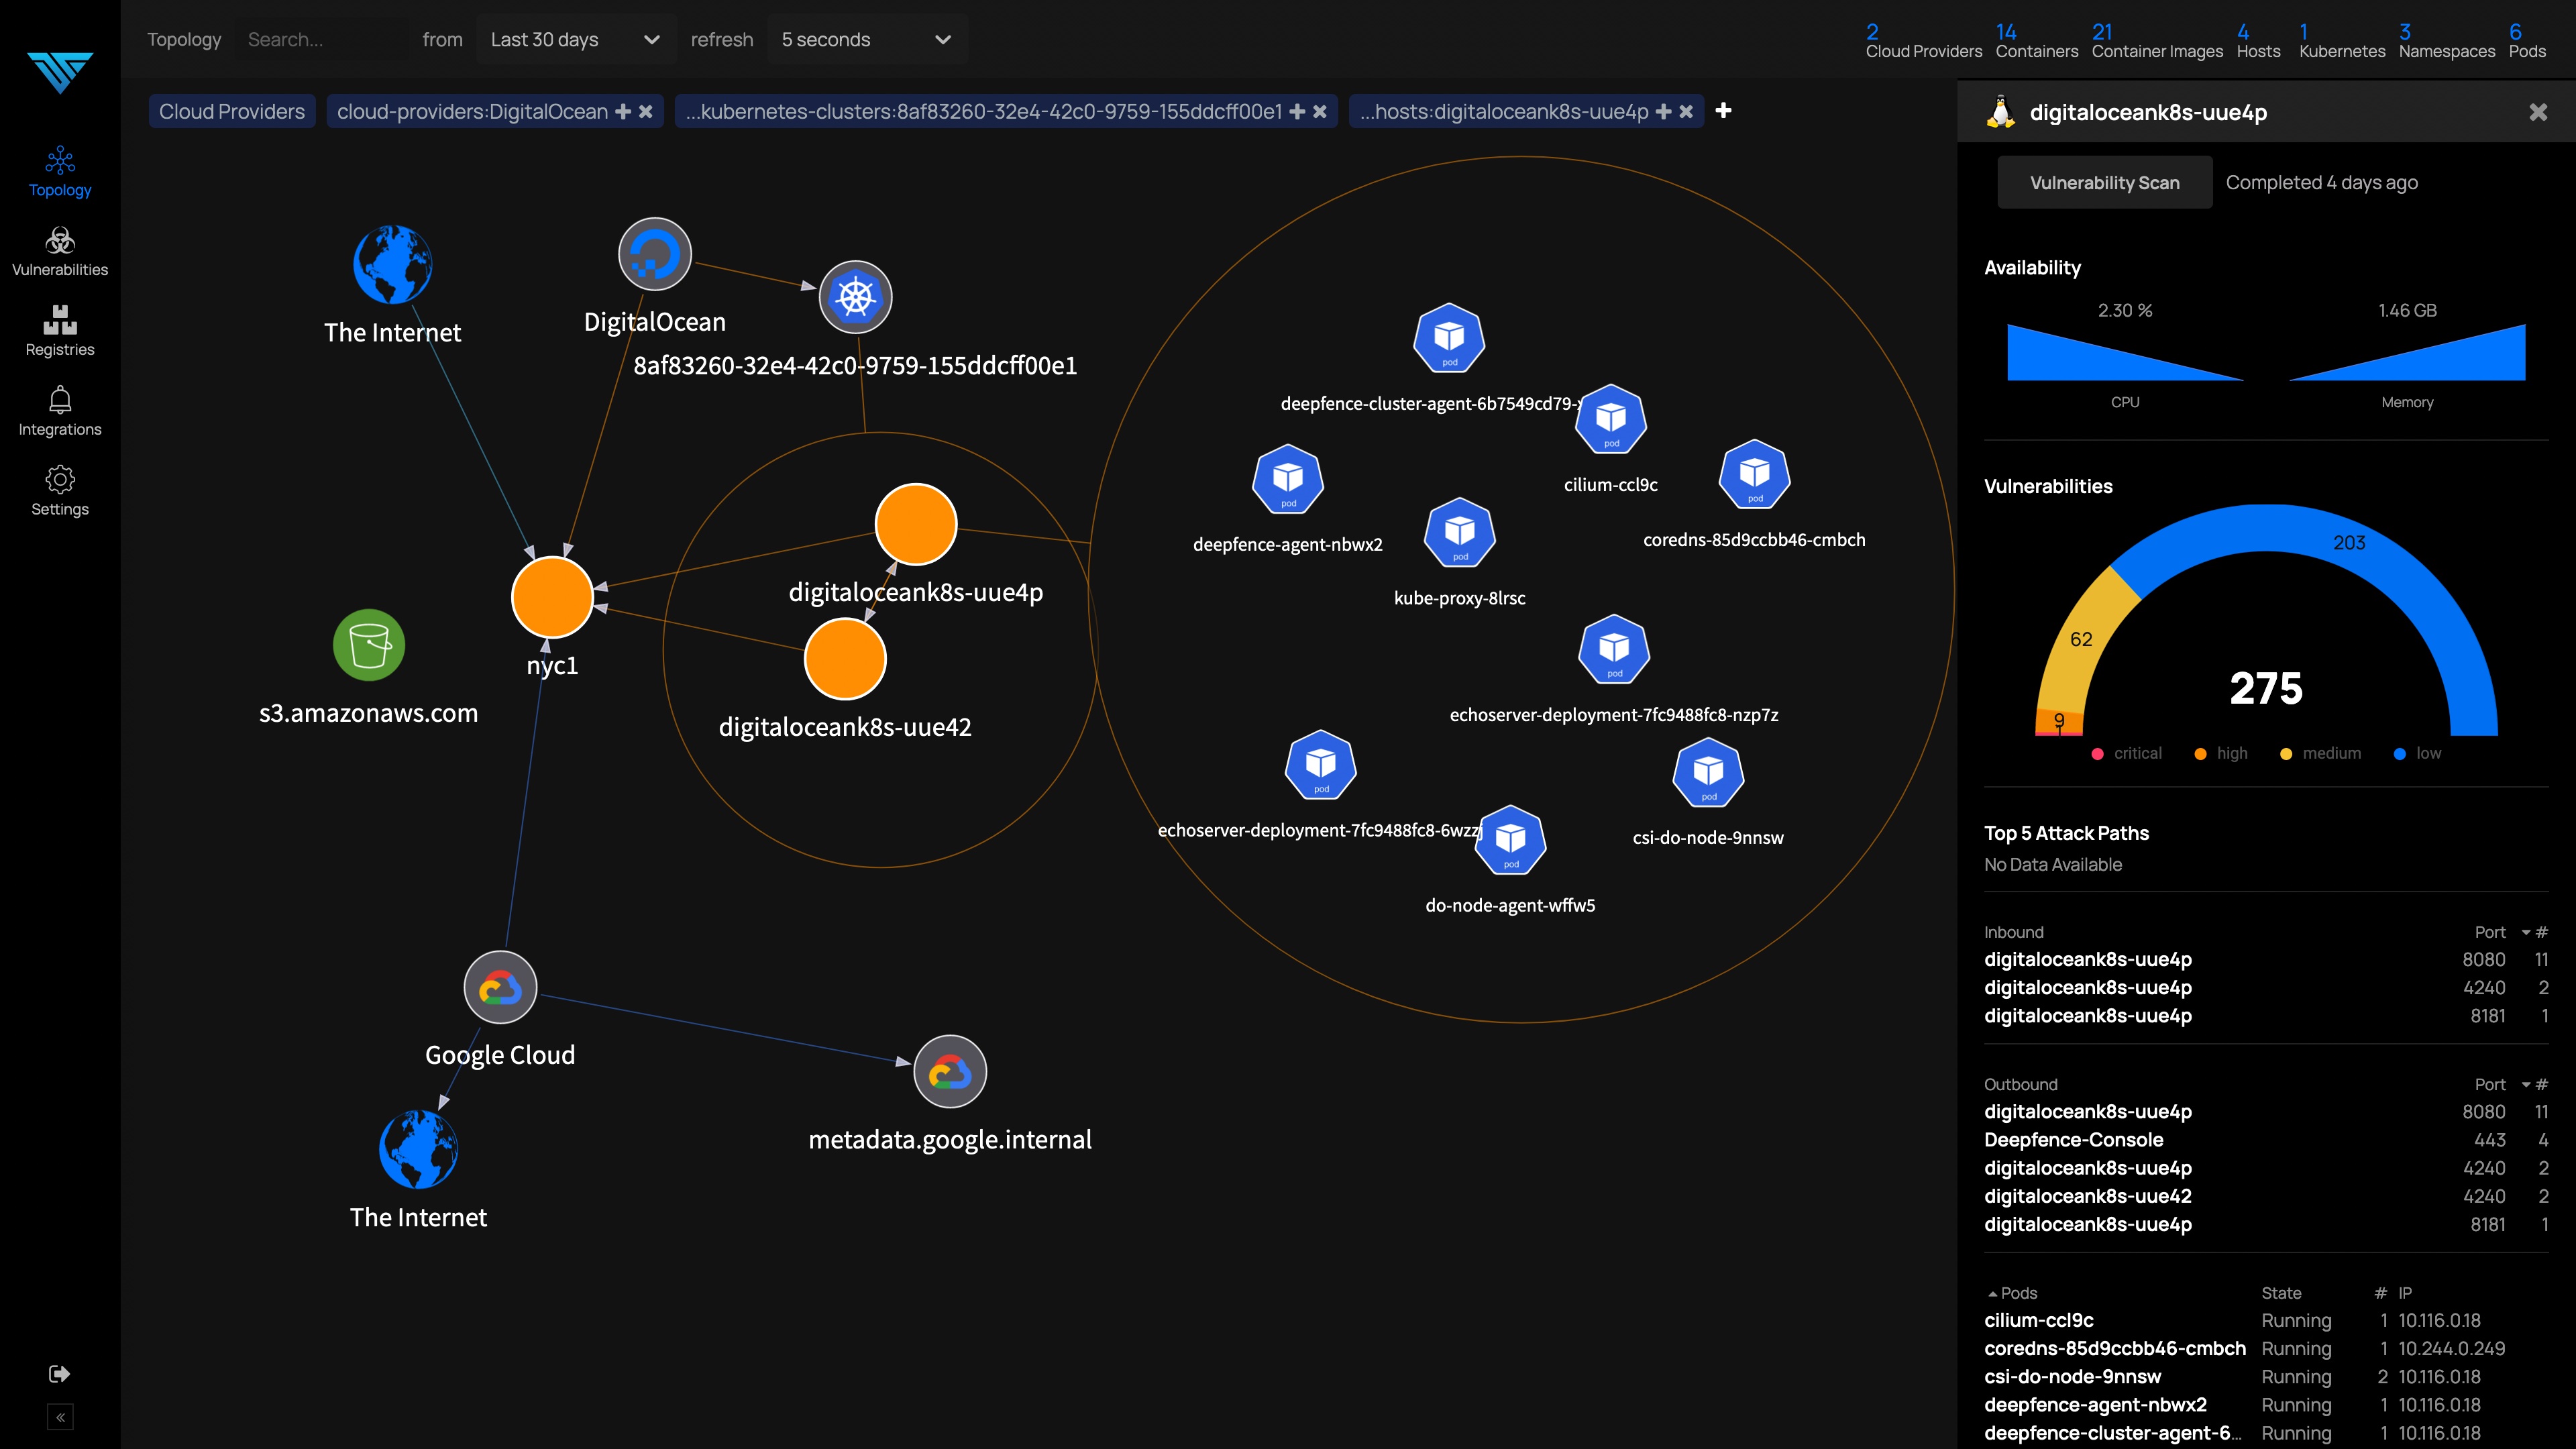 Topology Search... from Last 30 days refresh 5 seconds
2 Cloud Providers
14 Containers
21 Container Images
4 Hosts
1 Kubernetes
3 Namespaces
6 Pods
Topology
Vulnerabilities
Registries
Integrations
Settings
Cloud Providers
cloud-providers:DigitalOcean
...kubernetes-clusters:8af83260-32e4-42c0-9759-155ddcff00e1
...hosts:digitaloceank8s-uue4p
The Internet
DigitalOcean
8af83260-32e4-42c0-9759-155ddcff00e1
digitaloceank8s-uue4p
nyc1
s3.amazonaws.com
digitaloceank8s-uue42
Google Cloud
metadata.google.internal
The Internet
pod
deepfence-cluster-agent-6b7549cd79-
pod
cilium-ccl9c
pod
deepfence-agent-nbwx2
pod
coredns-85d9ccbb46-cmbch
pod
kube-proxy-8lrsc
pod
echoserver-deployment-7fc9488fc8-nzp7z
pod
echoserver-deployment-7fc9488fc8-6wzzj
pod
csi-do-node-9nnsw
pod
do-node-agent-wffw5
digitaloceank8s-uue4p
Vulnerability Scan Completed 4 days ago
Availability
2.30 % 1.46 GB
CPU Memory
Vulnerabilities
203
62
9
275
critical high medium low
Top 5 Attack Paths
No Data Available
Inbound Port #
digitaloceank8s-uue4p 8080 11
digitaloceank8s-uue4p 4240 2
digitaloceank8s-uue4p 8181 1
Outbound Port #
digitaloceank8s-uue4p 8080 11
Deepfence-Console 443 4
digitaloceank8s-uue4p 4240 2
digitaloceank8s-uue42 4240 2
digitaloceank8s-uue4p 8181 1
Pods State # IP
cilium-ccl9c Running 1 10.116.0.18
coredns-85d9ccbb46-cmbch Running 1 10.244.0.249
csi-do-node-9nnsw Running 2 10.116.0.18
deepfence-agent-nbwx2 Running 1 10.116.0.18
deepfence-cluster-agent-6... Running 1 10.116.0.18